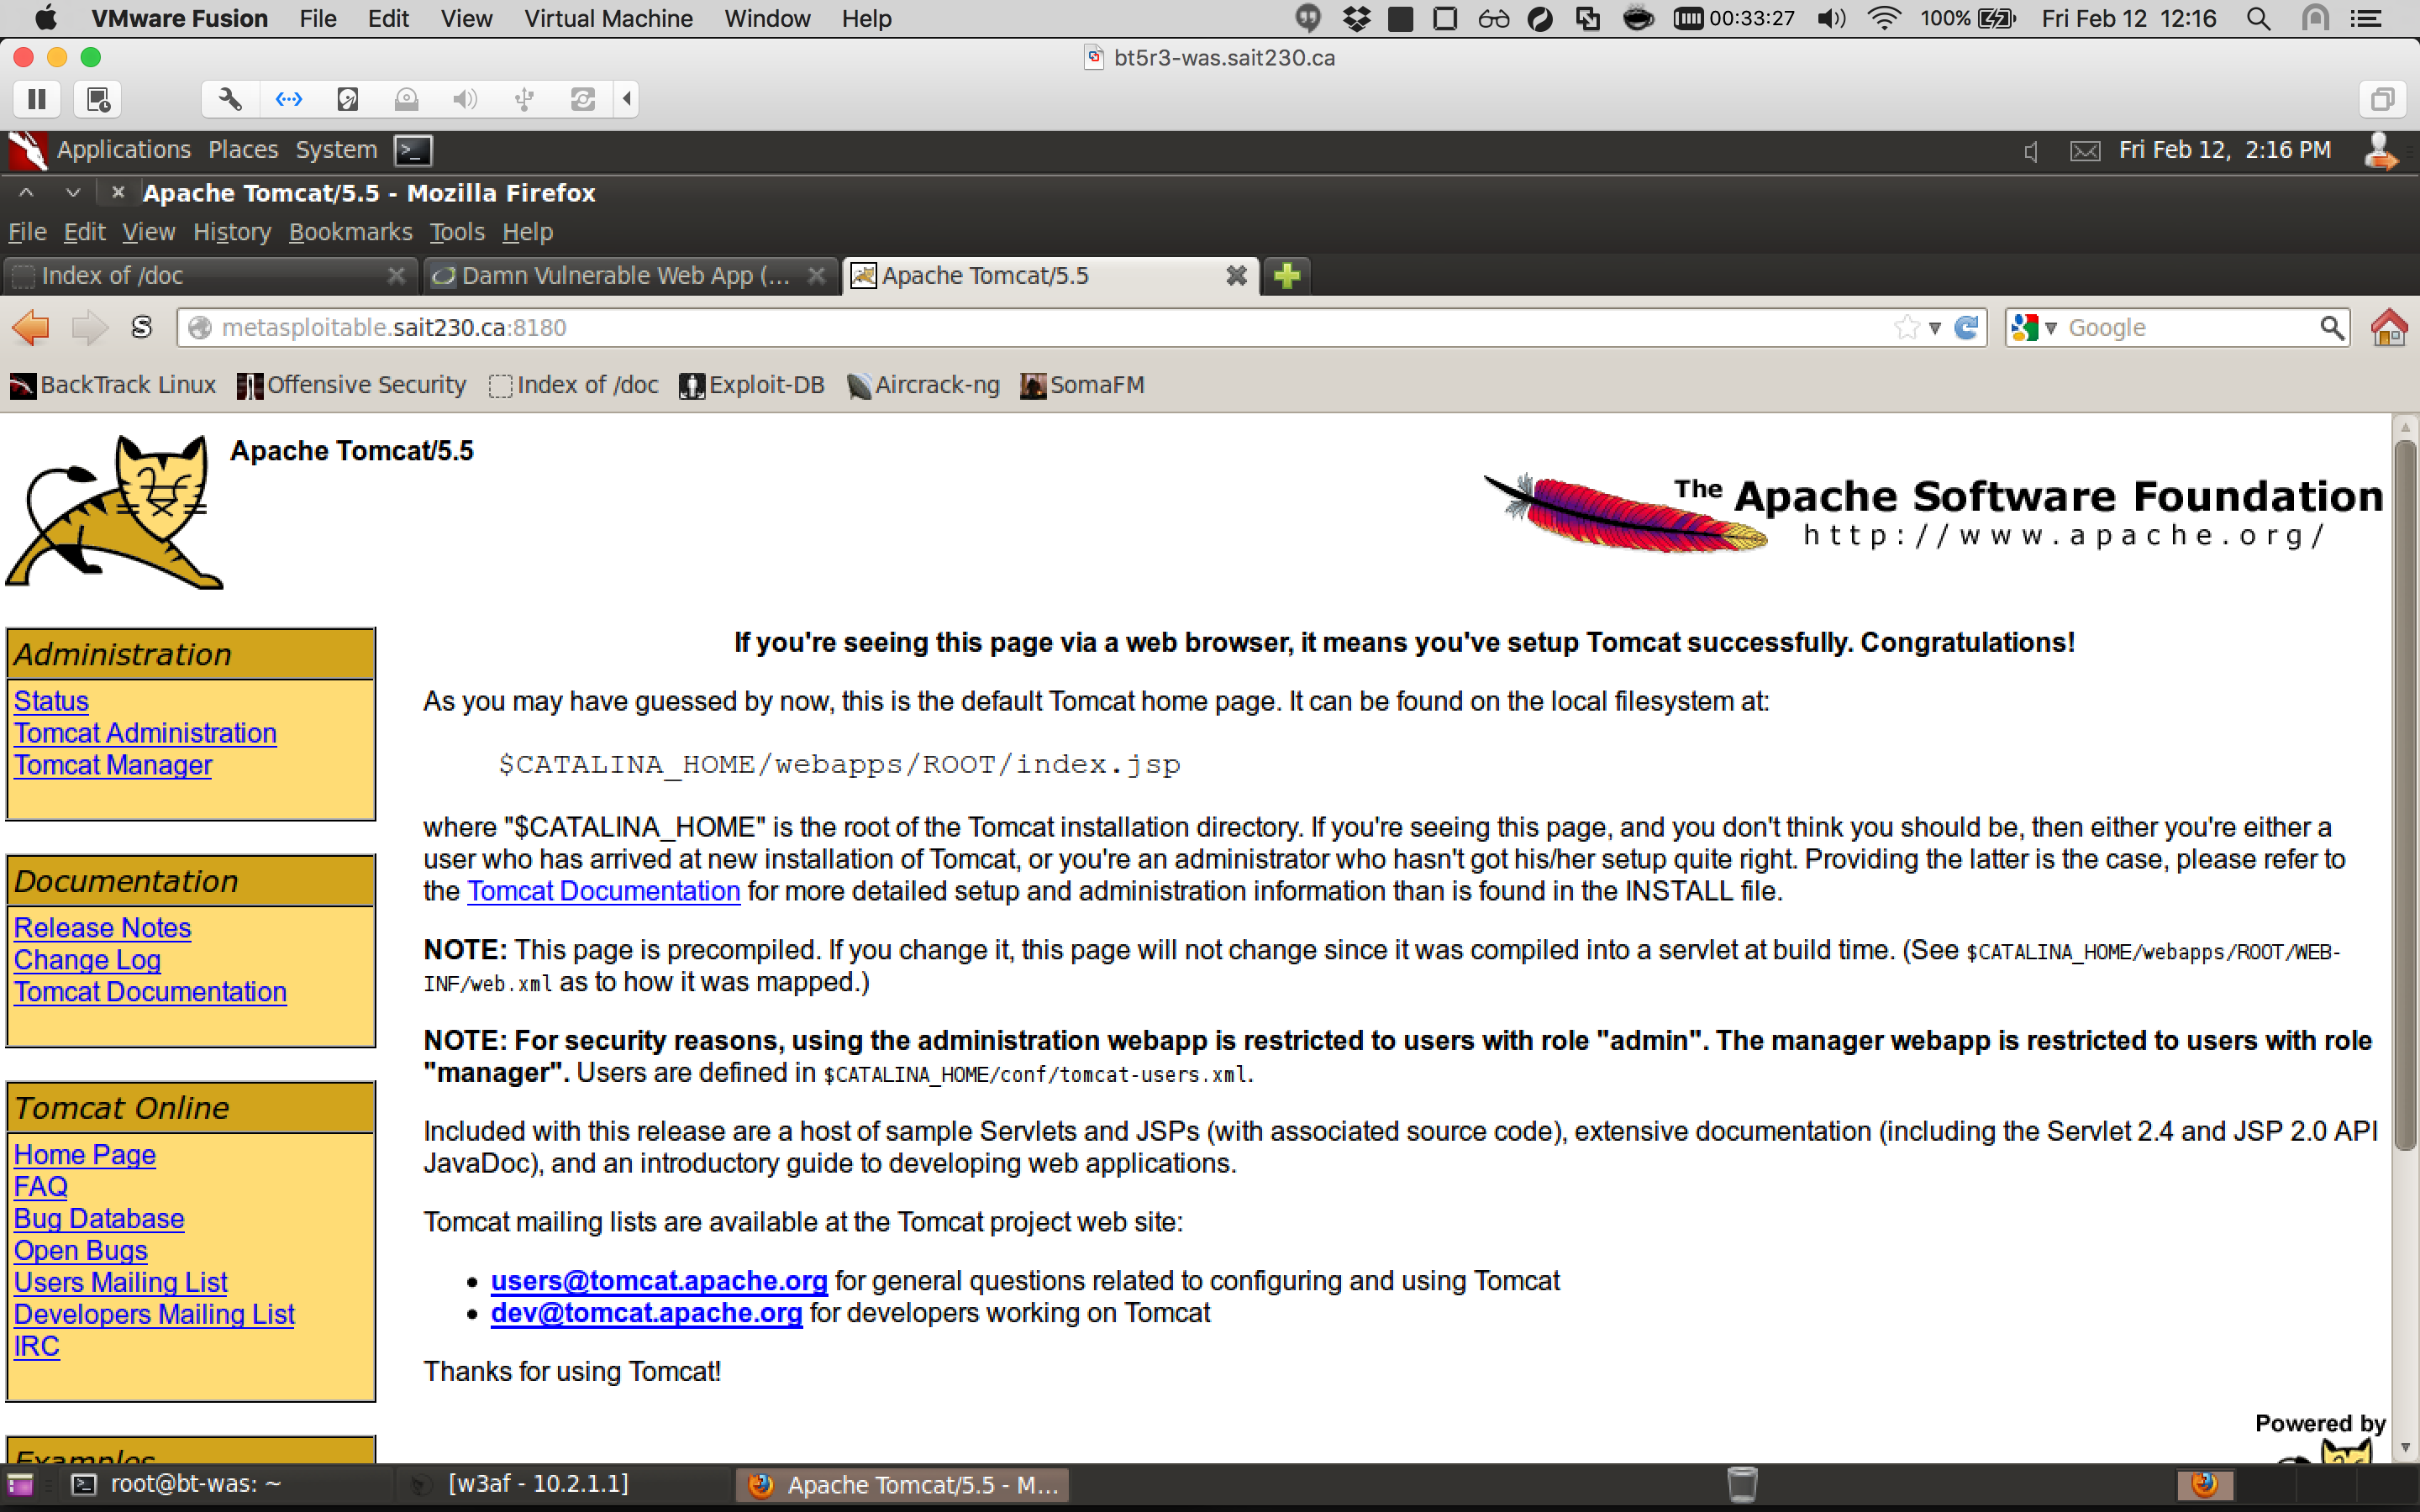 VMware Fusion File Edit View Virtual Machine Window Help 00:33:27 100% Fri Feb 12 12:16
bt5r3-was.sait230.ca
Applications Places System Fri Feb 12, 2:16 PM
Apache Tomcat/5.5 - Mozilla Firefox
File Edit View History Bookmarks Tools Help
Index of /doc Damn Vulnerable Web App (... Apache Tomcat/5.5
S metasploitable.sait230.ca:8180 Google
BackTrack Linux Offensive Security Index of /doc Exploit-DB Aircrack-ng SomaFM
Apache Tomcat/5.5
The Apache Software Foundation
http://www.apache.org/
Administration
Status
Tomcat Administration
Tomcat Manager
Documentation
Release Notes
Change Log
Tomcat Documentation
Tomcat Online
Home Page
FAQ
Bug Database
Open Bugs
Users Mailing List
Developers Mailing List
IRC
Examples
If you're seeing this page via a web browser, it means you've setup Tomcat successfully. Congratulations!
As you may have guessed by now, this is the default Tomcat home page. It can be found on the local filesystem at:
$CATALINA_HOME/webapps/ROOT/index.jsp
where "$CATALINA_HOME" is the root of the Tomcat installation directory. If you're seeing this page, and you don't think you should be, then either you're either a
user who has arrived at new installation of Tomcat, or you're an administrator who hasn't got his/her setup quite right. Providing the latter is the case, please refer to
the Tomcat Documentation for more detailed setup and administration information than is found in the INSTALL file.
NOTE: This page is precompiled. If you change it, this page will not change since it was compiled into a servlet at build time. (See $CATALINA_HOME/webapps/ROOT/WEB-
INF/web.xml as to how it was mapped.)
NOTE: For security reasons, using the administration webapp is restricted to users with role "admin". The manager webapp is restricted to users with role
"manager". Users are defined in $CATALINA_HOME/conf/tomcat-users.xml.
Included with this release are a host of sample Servlets and JSPs (with associated source code), extensive documentation (including the Servlet 2.4 and JSP 2.0 API
JavaDoc), and an introductory guide to developing web applications.
Tomcat mailing lists are available at the Tomcat project web site:
• users@tomcat.apache.org for general questions related to configuring and using Tomcat
• dev@tomcat.apache.org for developers working on Tomcat
Thanks for using Tomcat!
Powered by
root@bt-was: ~ [w3af - 10.2.1.1] Apache Tomcat/5.5 - M...